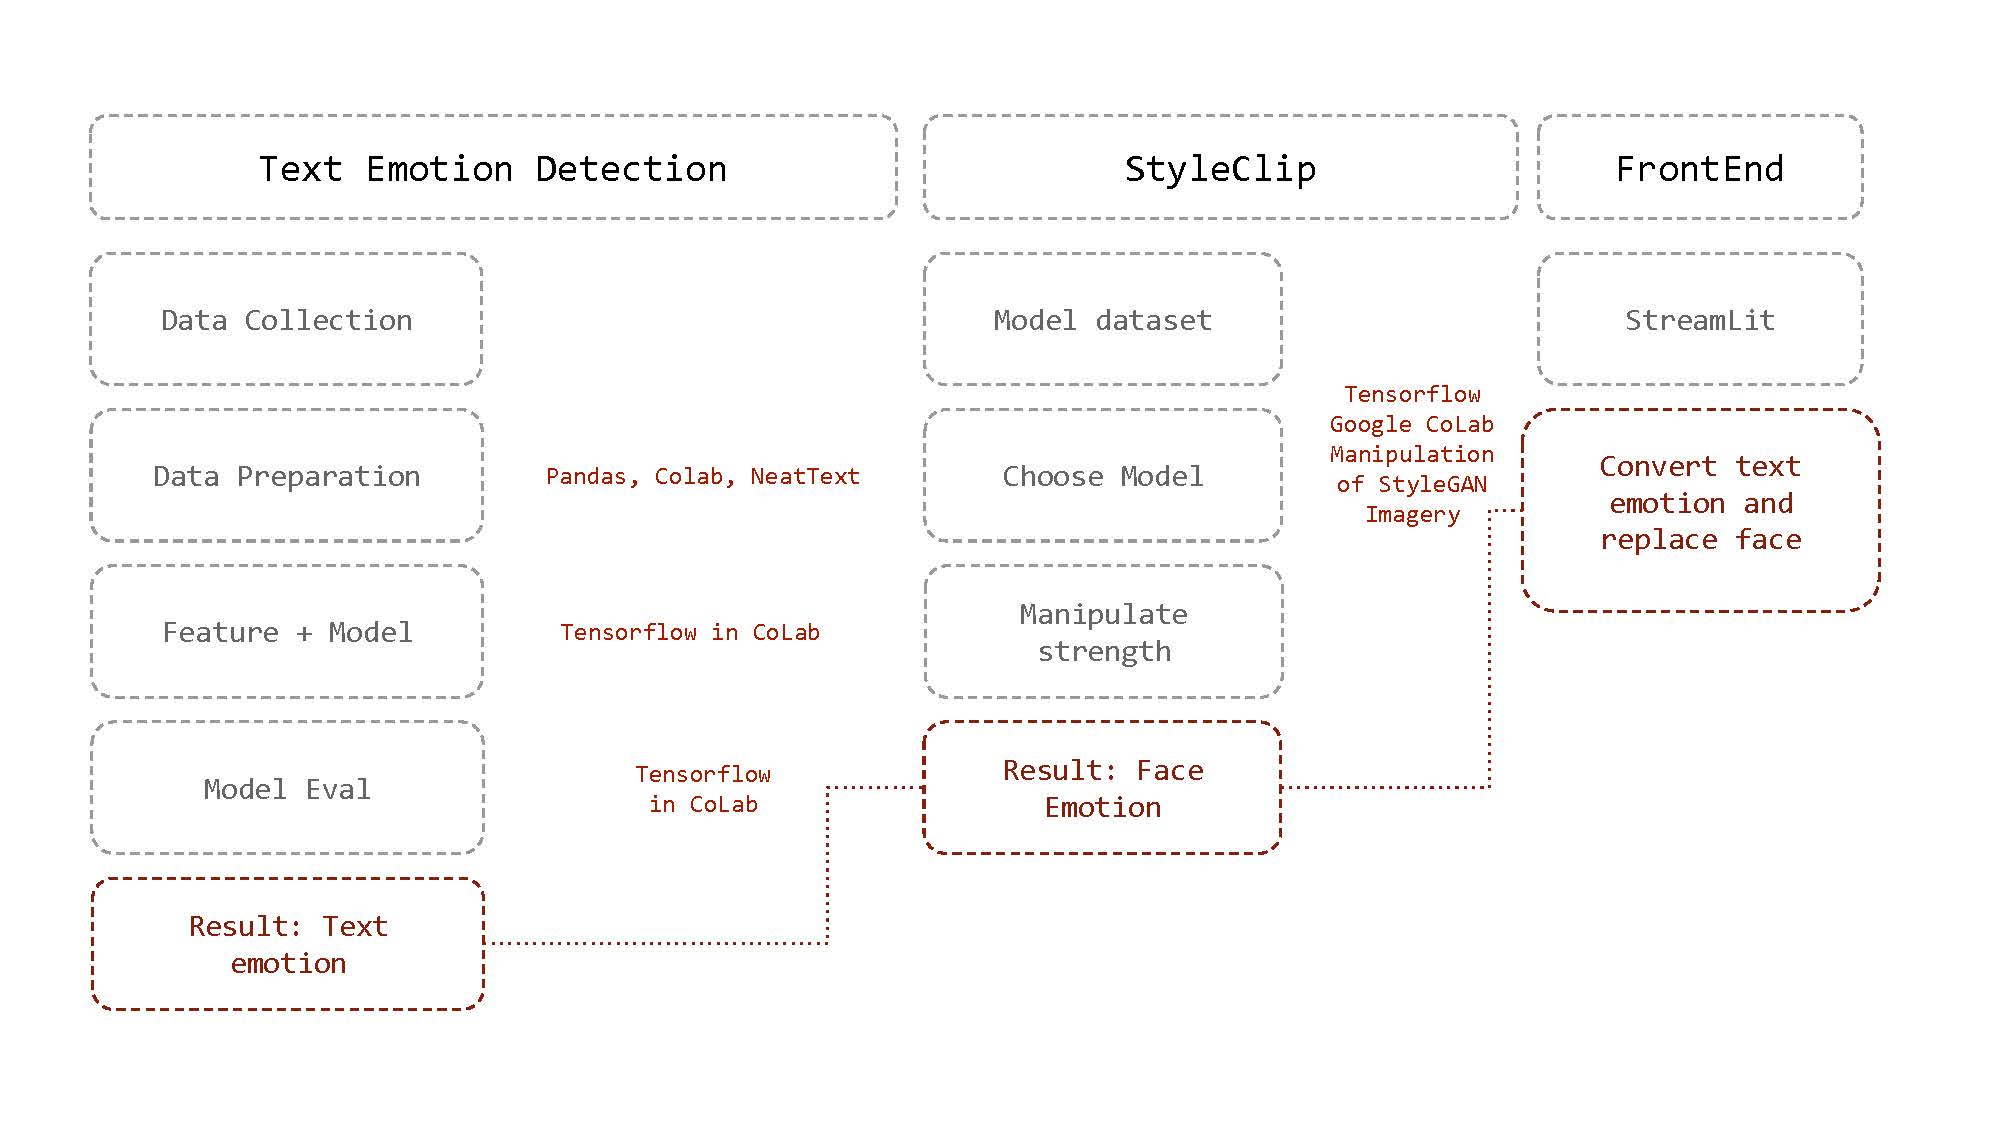 Text Emotion Detection
StyleClip
FrontEnd
Data Collection
Model dataset
StreamLit
Data Preparation
Pandas, Colab, NeatText
Choose Model
Tensorflow
Google CoLab
Manipulation
of StyleGAN
Imagery
Convert text
emotion and
replace face
Feature + Model
Tensorflow in CoLab
Manipulate
strength
Model Eval
Tensorflow
in CoLab
Result: Face
Emotion
Result: Text
emotion